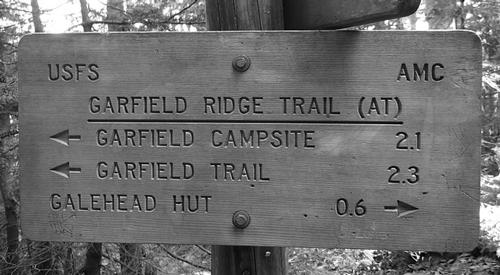 USFS AMC
GARFIELD RIDGE TRAIL (AT)
GARFIELD CAMPSITE 2.1
GARFIELD TRAIL 2.3
GALEHEAD HUT 0.6